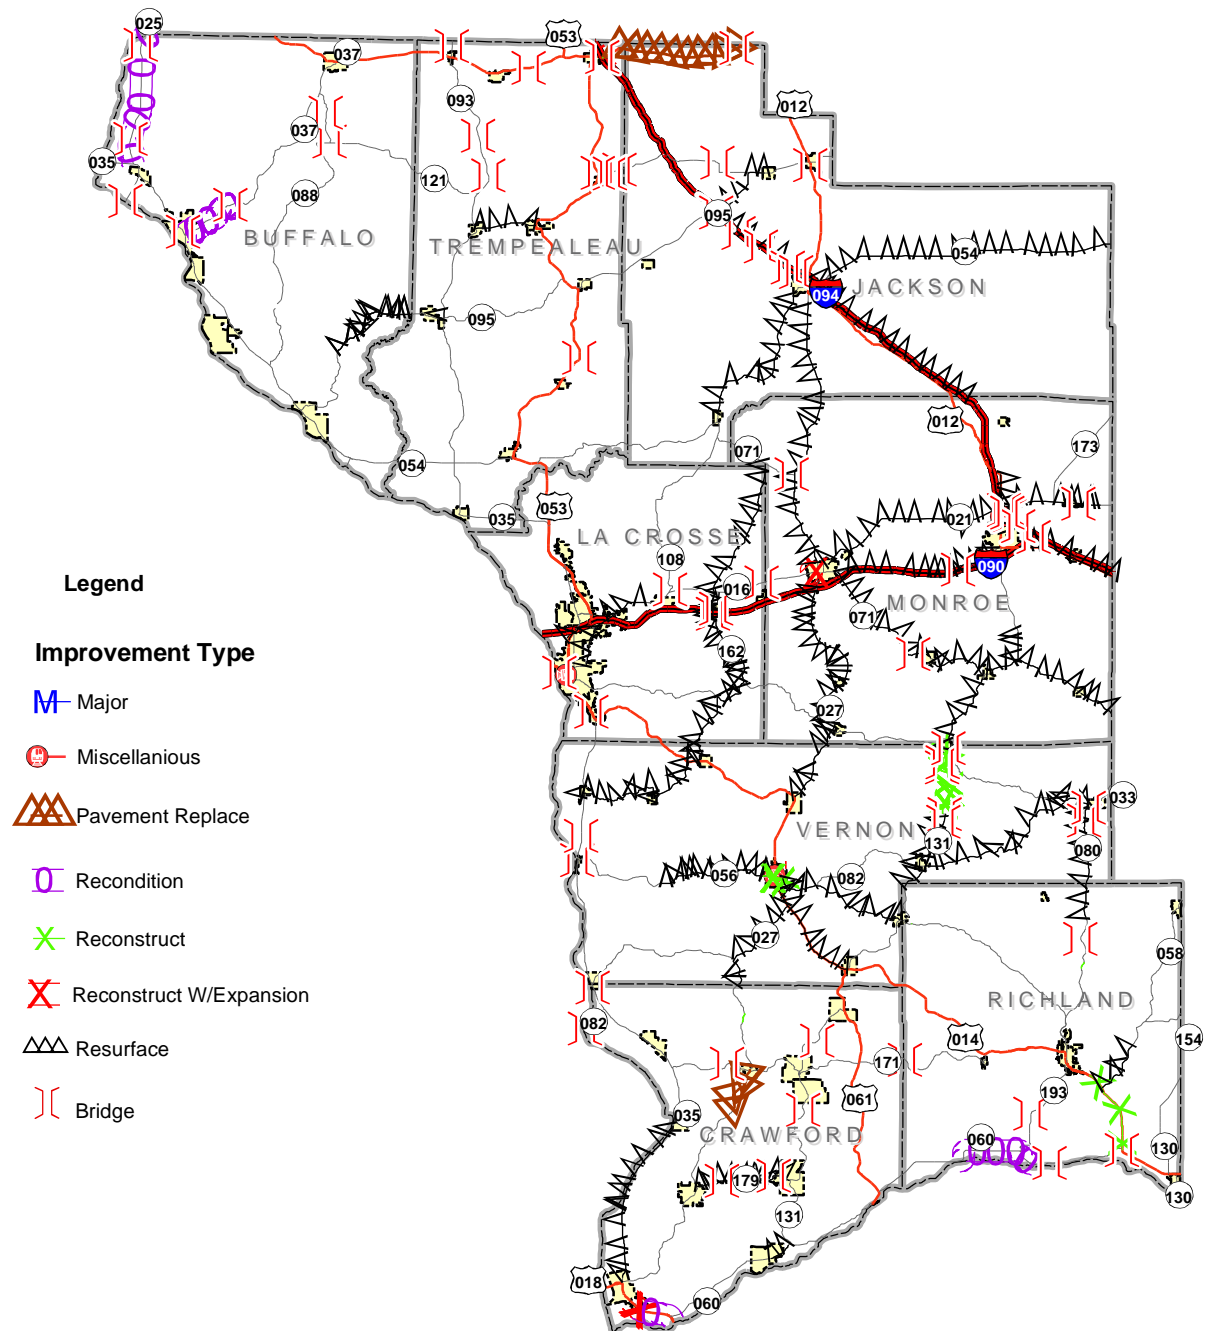 025
053
037
012
093
037
035
121
088
095
054
BUFFALO
TREMPEALEAU
094
JACKSON
095
012
173
071
054
053
035
021
LA CROSSE
108
016
090
MONROE
071
162
027
Legend
Improvement Type
M Major
Miscellanious
Pavement Replace
Recondition
Reconstruct
Reconstruct W/Expansion
Resurface
Bridge
033
VERNON
131
080
056
082
027
058
RICHLAND
082
014
154
171
061
193
035
CRAWFORD
060
130
179
130
131
018
060